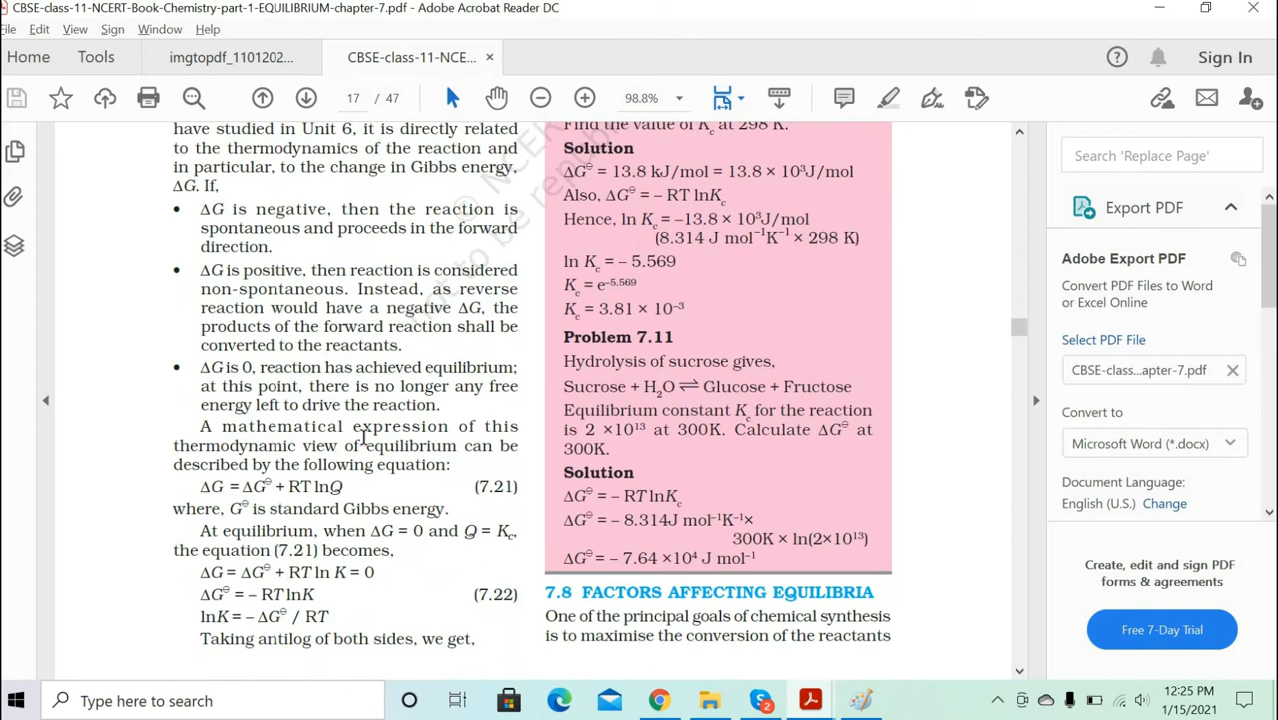 CBSE-class-11-NCERT-Book-Chemistry-part-1-EQUILIBRIUM-chapter-7.pdf - Adobe Acrobat Reader DC
File Edit View Sign Window Help
Home Tools imgtopdf_1101202... CBSE-class-11-NCE... × Sign In
17 / 47 98.8%
have studied in Unit 6, it is directly related
to the thermodynamics of the reaction and
in particular, to the change in Gibbs energy,
ΔG. If,
• ΔG is negative, then the reaction is
spontaneous and proceeds in the forward
direction.
• ΔG is positive, then reaction is considered
non-spontaneous. Instead, as reverse
reaction would have a negative ΔG, the
products of the forward reaction shall be
converted to the reactants.
• ΔG is 0, reaction has achieved equilibrium;
at this point, there is no longer any free
energy left to drive the reaction.
A mathematical expression of this
thermodynamic view of equilibrium can be
described by the following equation:
ΔG = ΔG⊖ + RT lnQ (7.21)
where, G⊖ is standard Gibbs energy.
At equilibrium, when ΔG = 0 and Q = Kc,
the equation (7.21) becomes,
ΔG = ΔG⊖ + RT ln K = 0
ΔG⊖ = – RT lnK (7.22)
lnK = – ΔG⊖ / RT
Taking antilog of both sides, we get,
© NCERT
not to be republ
Find the value of Kc at 298 K.
Solution
ΔG⊖ = 13.8 kJ/mol = 13.8 × 10³J/mol
Also, ΔG⊖ = – RT lnKc
Hence, ln Kc = –13.8 × 10³J/mol
(8.314 J mol⁻¹K⁻¹ × 298 K)
ln Kc = – 5.569
Kc = e⁻⁵·⁵⁶⁹
Kc = 3.81 × 10⁻³
Problem 7.11
Hydrolysis of sucrose gives,
Sucrose + H₂O ⇌ Glucose + Fructose
Equilibrium constant Kc for the reaction
is 2 ×10¹³ at 300K. Calculate ΔG⊖ at
300K.
Solution
ΔG⊖ = – RT lnKc
ΔG⊖ = – 8.314J mol⁻¹K⁻¹×
300K × ln(2×10¹³)
ΔG⊖ = – 7.64 ×10⁴ J mol⁻¹
7.8 FACTORS AFFECTING EQUILIBRIA
One of the principal goals of chemical synthesis
is to maximise the conversion of the reactants
Search 'Replace Page'
Export PDF
Adobe Export PDF
Convert PDF Files to Word
or Excel Online
Select PDF File
CBSE-class...apter-7.pdf ×
Convert to
Microsoft Word (*.docx)
Document Language:
English (U.S.) Change
Create, edit and sign PDF
forms & agreements
Free 7-Day Trial
Type here to search
2
12:25 PM
1/15/2021